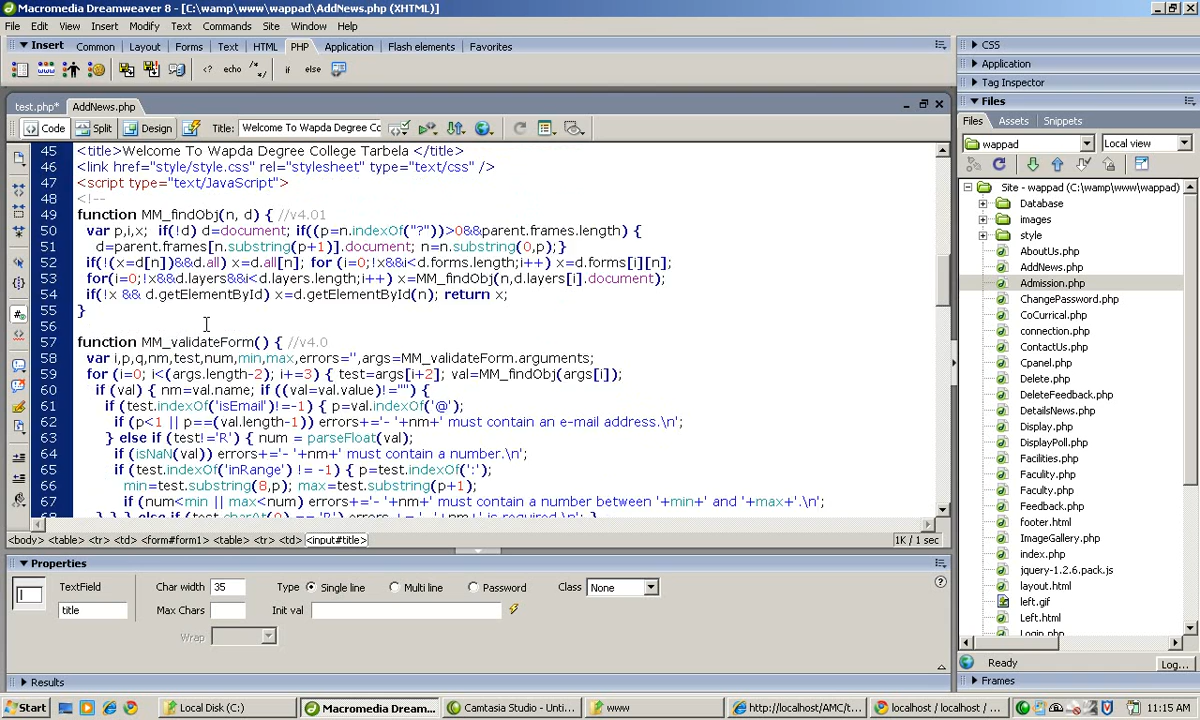 Macromedia Dreamweaver 8 - [C:\wamp\www\wappad\AddNews.php (XHTML)]
File Edit View Insert Modify Text Commands Site Window Help
Insert Common Layout Forms Text HTML PHP Application Flash elements Favorites
<? echo /* */ if else
test.php* AddNews.php
Code Split Design Title: Welcome To Wapda Degree Cc
45 <title>Welcome To Wapda Degree College Tarbela </title>
46 <link href="style/style.css" rel="stylesheet" type="text/css" />
47 <script type="text/JavaScript">
48 <!--
49 function MM_findObj(n, d) { //v4.01
50 var p,i,x; if(!d) d=document; if((p=n.indexOf("?"))>0&&parent.frames.length) {
51 d=parent.frames[n.substring(p+1)].document; n=n.substring(0,p);}
52 if(!(x=d[n])&&d.all) x=d.all[n]; for (i=0;!x&&i<d.forms.length;i++) x=d.forms[i][n];
53 for(i=0;!x&&d.layers&&i<d.layers.length;i++) x=MM_findObj(n,d.layers[i].document);
54 if(!x && d.getElementById) x=d.getElementById(n); return x;
55 }
56
57 function MM_validateForm() { //v4.0
58 var i,p,q,nm,test,num,min,max,errors='',args=MM_validateForm.arguments;
59 for (i=0; i<(args.length-2); i+=3) { test=args[i+2]; val=MM_findObj(args[i]);
60 if (val) { nm=val.name; if ((val=val.value)!="") {
61 if (test.indexOf('isEmail')!=-1) { p=val.indexOf('@');
62 if (p<1 || p==(val.length-1)) errors+='- '+nm+' must contain an e-mail address.\n';
63 } else if (test!='R') { num = parseFloat(val);
64 if (isNaN(val)) errors+='- '+nm+' must contain a number.\n';
65 if (test.indexOf('inRange') != -1) { p=test.indexOf(':');
66 min=test.substring(8,p); max=test.substring(p+1);
67 if (num<min || max<num) errors+='- '+nm+' must contain a number between '+min+' and '+max+'.\n';
68 } } } else if (test.charAt(0) == 'R') errors += '- '+nm+' is required.\n'; }
<body> <table> <tr> <td> <form#form1> <table> <tr> <td> <input#title> 1K / 1 sec
Properties
TextField Char width 35 Type Single line Multi line Password Class None
title Max Chars Init val
Wrap
Results
CSS
Application
Tag Inspector
Files
Files Assets Snippets
wappad Local view
Site - wappad (C:\wamp\www\wappad)
Database
images
style
AboutUs.php
AddNews.php
Admission.php
ChangePassword.php
CoCurrical.php
connection.php
ContactUs.php
Cpanel.php
Delete.php
DeleteFeedback.php
DetailsNews.php
Display.php
DisplayPoll.php
Facilities.php
Faculity.php
Faculty.php
Feedback.php
footer.html
ImageGallery.php
index.php
jquery-1.2.6.pack.js
layout.html
left.gif
Left.html
Login.php
Ready Log...
Frames
Start Local Disk (C:) Macromedia Dream... Camtasia Studio - Unti... www http://localhost/AMC/t... localhost / localhost / ... 11:15 AM